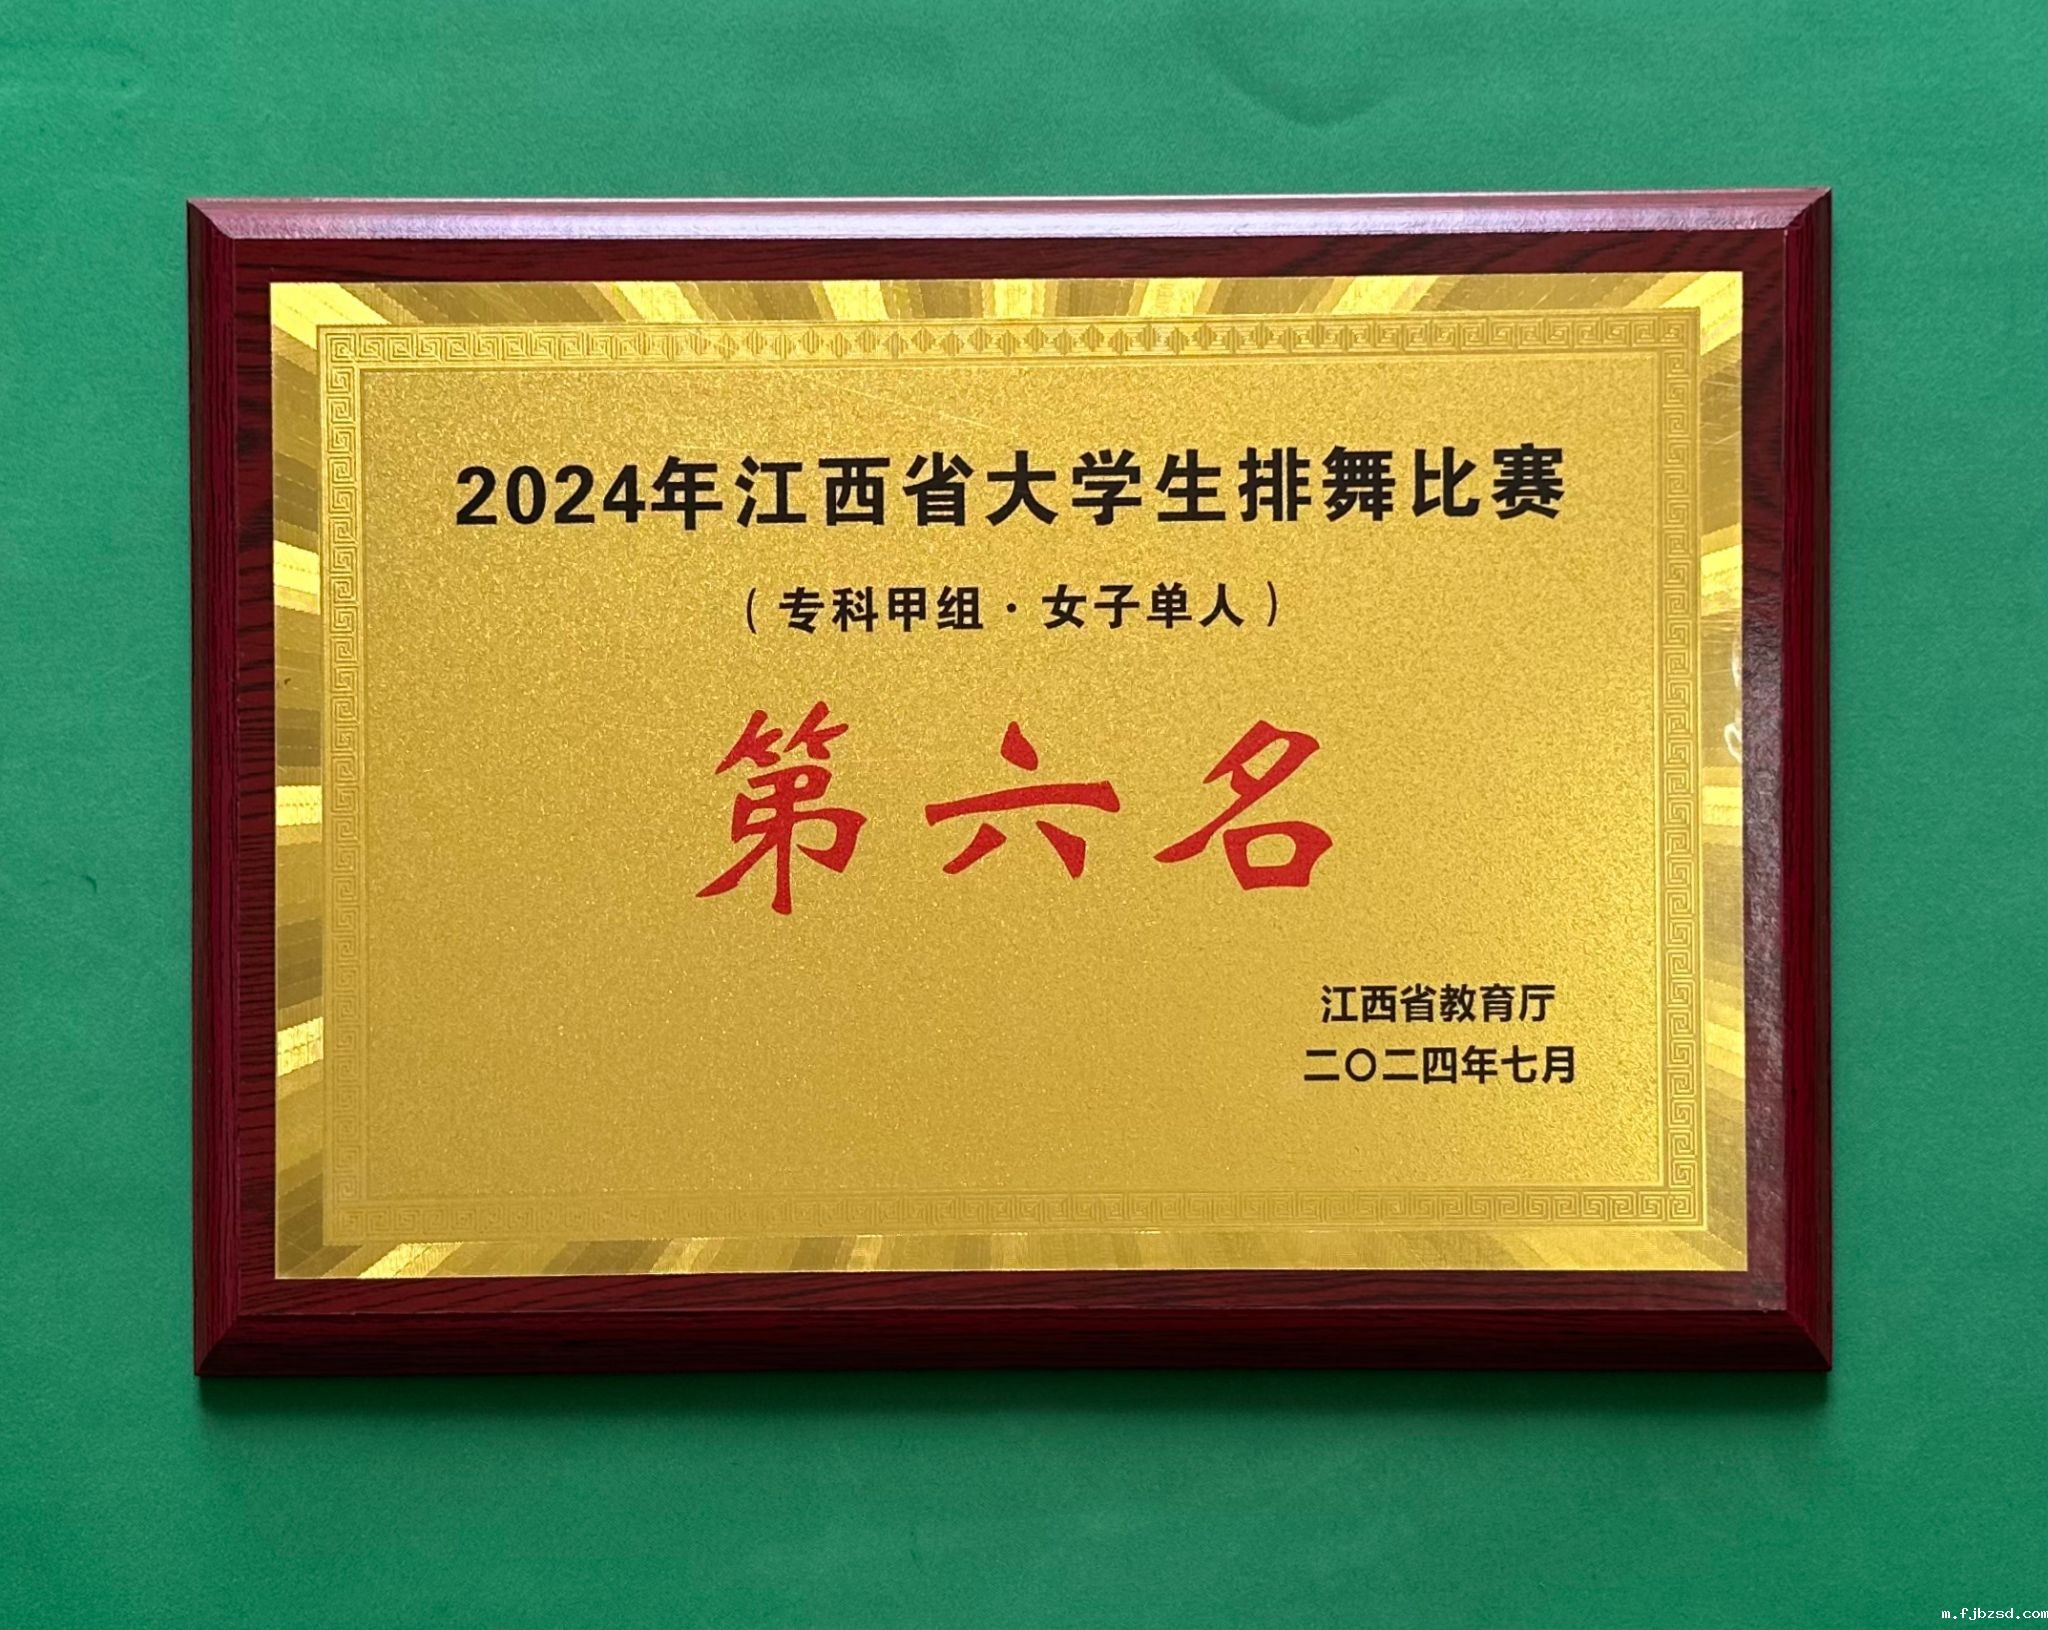 2024年江西省大学生排舞比赛
（专科甲组·女子单人）
第六名
江西省教育厅
二〇二四年七月
m.fjbzsd.com